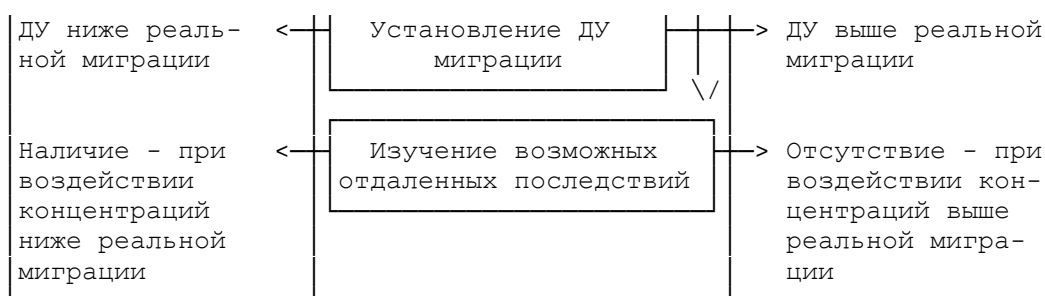 ДУ ниже реаль- <— Установление ДУ —> ДУ выше реальной
ной миграции миграции миграции
\/
Наличие - при <— Изучение возможных —> Отсутствие - при
воздействии отдаленных последствий воздействии кон-
концентраций центраций выше
ниже реальной реальной мигра-
миграции ции